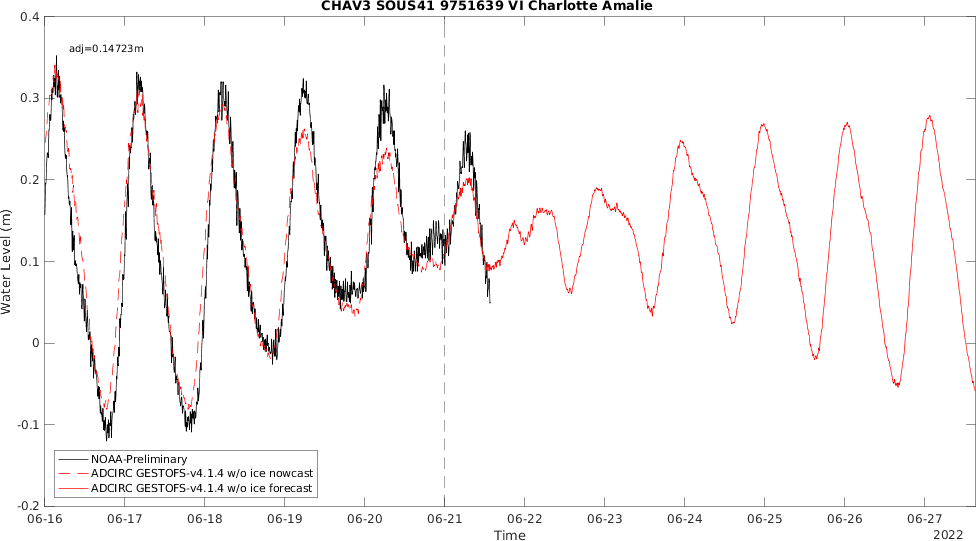 CHAV3 SOUS41 9751639 VI Charlotte Amalie
adj=0.14723m
0.4
0.3
0.2
0.1
0
-0.1
-0.2
Water Level (m)
NOAA-Preliminary
ADCIRC GESTOFS-v4.1.4 w/o ice nowcast
ADCIRC GESTOFS-v4.1.4 w/o ice forecast
06-16 06-17 06-18 06-19 06-20 06-21 06-22 06-23 06-24 06-25 06-26 06-27
Time
2022